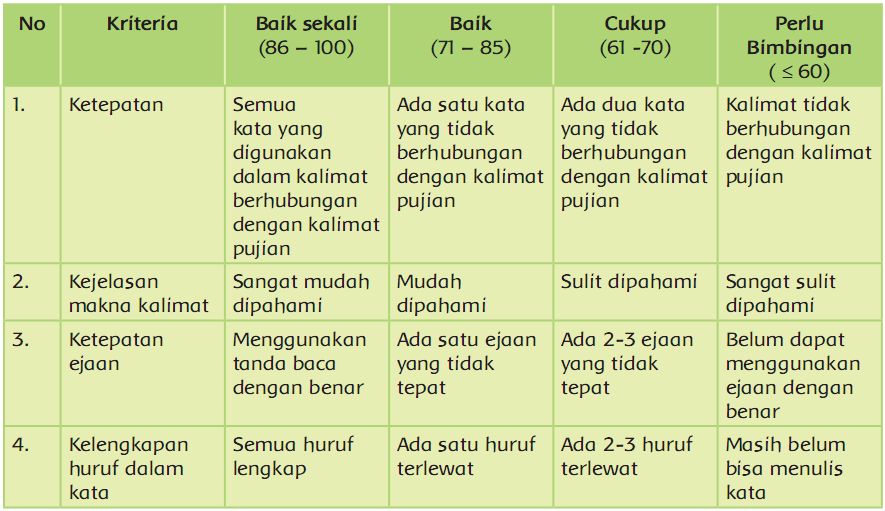 No
Kriteria
Baik sekali
(86 – 100)
Baik
(71 – 85)
Cukup
(61 -70)
Perlu
Bimbingan
( ≤ 60)
1.
Ketepatan
Semua
kata yang
digunakan
dalam kalimat
berhubungan
dengan kalimat
pujian
Ada satu kata
yang tidak
berhubungan
dengan kalimat
pujian
Ada dua kata
yang tidak
berhubungan
dengan kalimat
pujian
Kalimat tidak
berhubungan
dengan kalimat
pujian
2.
Kejelasan
makna kalimat
Sangat mudah
dipahami
Mudah
dipahami
Sulit dipahami
Sangat sulit
dipahami
3.
Ketepatan
ejaan
Menggunakan
tanda baca
dengan benar
Ada satu ejaan
yang tidak
tepat
Ada 2-3 ejaan
yang tidak
tepat
Belum dapat
menggunakan
ejaan dengan
benar
4.
Kelengkapan
huruf dalam
kata
Semua huruf
lengkap
Ada satu huruf
terlewat
Ada 2-3 huruf
terlewat
Masih belum
bisa menulis
kata